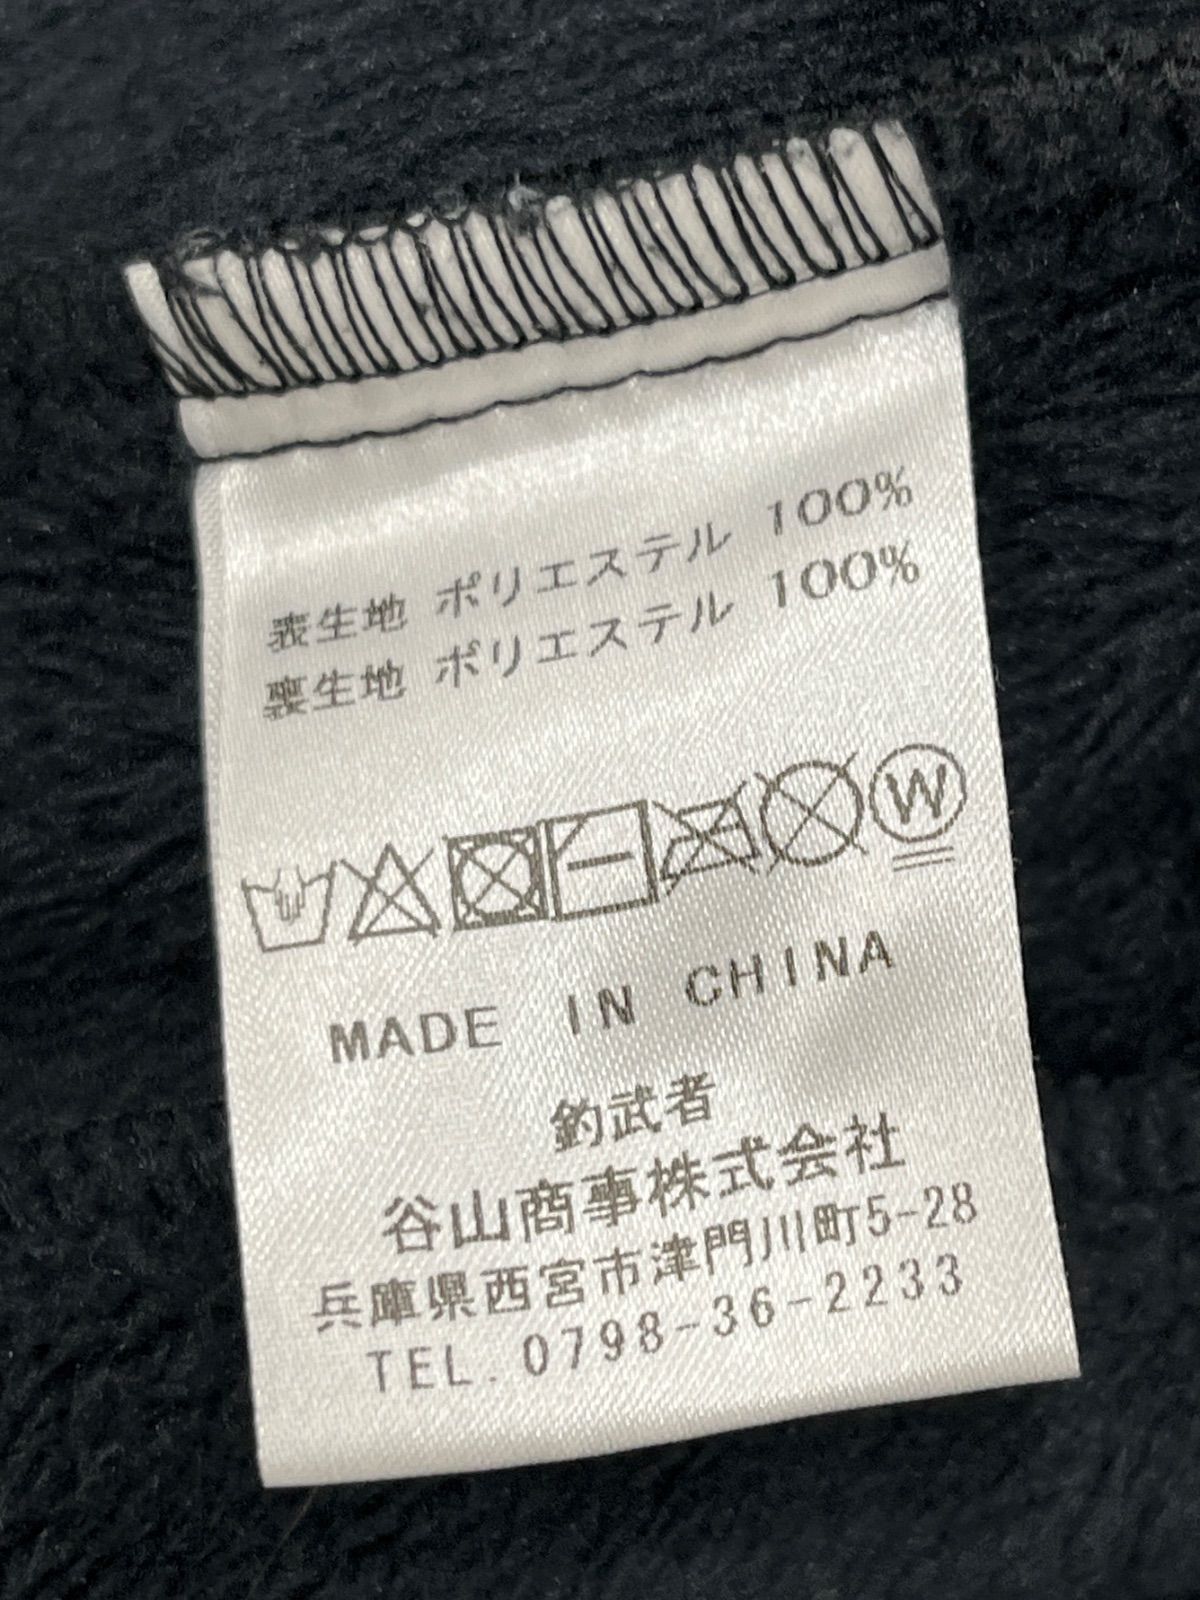 表生地 ポリエステル 100%
裏生地 ポリエステル 100%
W
MADE IN CHINA
釣武者
谷山商事株式会社
兵庫県西宮市津門川町5-28
TEL. 0798-36-2233